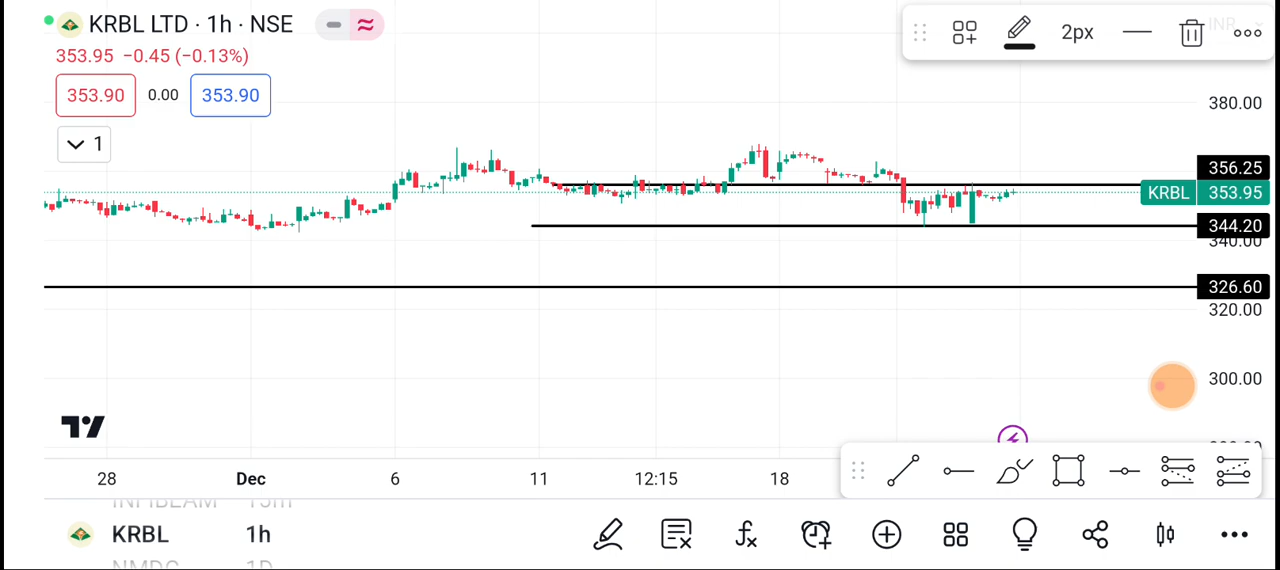 KRBL LTD · 1h · NSE
353.95 −0.45 (−0.13%)
353.90 0.00 353.90
1
2px
INR
380.00
356.25
KRBL 353.95
344.20
340.00
326.60
320.00
300.00
28 Dec 6 11 12:15 18
KRBL 1h